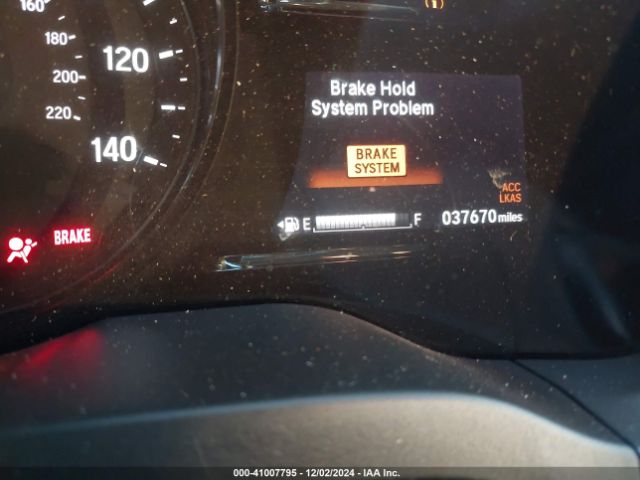 160
180
200
220
120
140
Brake Hold
System Problem
BRAKE
SYSTEM
ACC
LKAS
E F 037670 miles
BRAKE
000-41007795 - 12/02/2024 - IAA Inc.